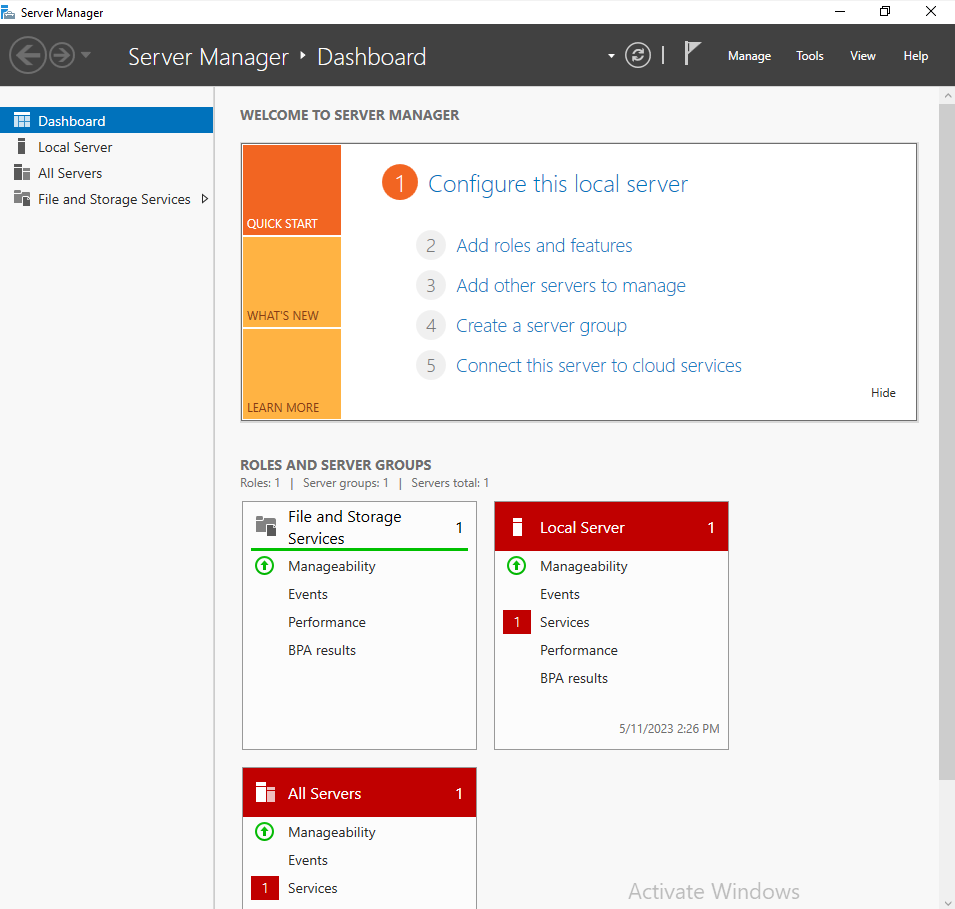 Server Manager
Server Manager ‣ Dashboard
Manage Tools View Help
Dashboard
Local Server
All Servers
File and Storage Services
WELCOME TO SERVER MANAGER
QUICK START
WHAT'S NEW
LEARN MORE
1 Configure this local server
2 Add roles and features
3 Add other servers to manage
4 Create a server group
5 Connect this server to cloud services
Hide
ROLES AND SERVER GROUPS
Roles: 1 | Server groups: 1 | Servers total: 1
File and Storage
Services 1
Manageability
Events
Performance
BPA results
Local Server 1
Manageability
Events
1 Services
Performance
BPA results
5/11/2023 2:26 PM
All Servers 1
Manageability
Events
1 Services
Activate Windows